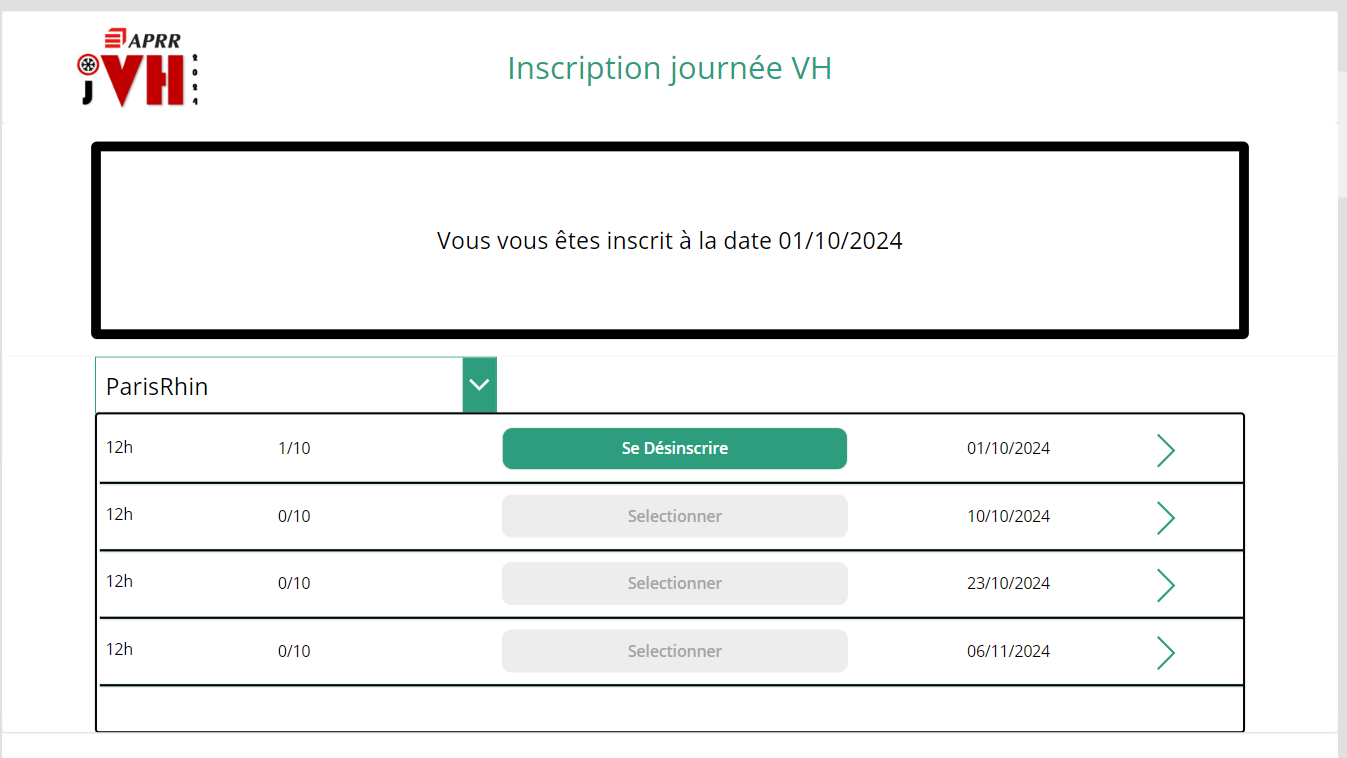 APRR
jVH
2024
Inscription journée VH
Vous vous êtes inscrit à la date 01/10/2024
ParisRhin
12h 1/10 Se Désinscrire 01/10/2024
12h 0/10 Selectionner 10/10/2024
12h 0/10 Selectionner 23/10/2024
12h 0/10 Selectionner 06/11/2024